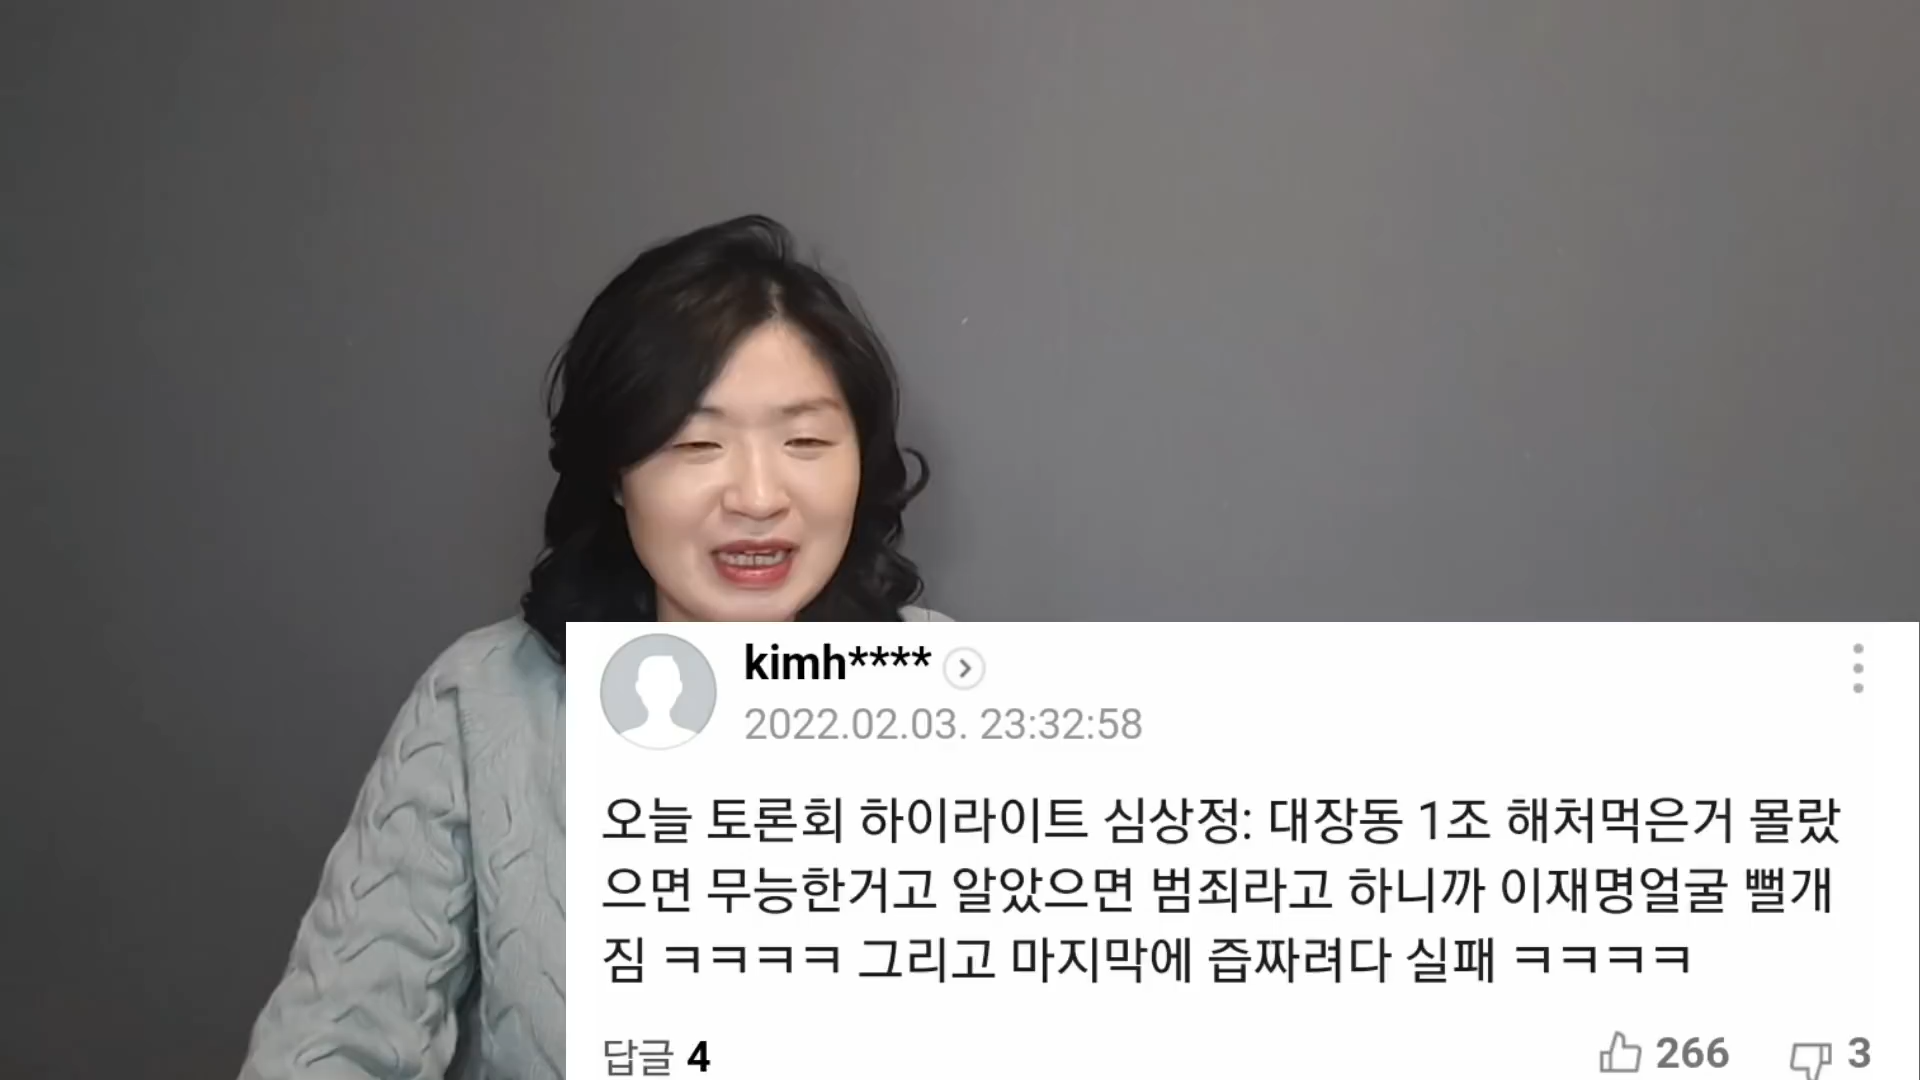 kimh****
2022.02.03. 23:32:58
오늘 토론회 하이라이트 심상정: 대장동 1조 해처먹은거 몰랐
으면 무능한거고 알았으면 범죄라고 하니까 이재명얼굴 뻘개
짐 ㅋㅋㅋㅋ 그리고 마지막에 즙짜려다 실패 ㅋㅋㅋㅋ
답글 4
266 3